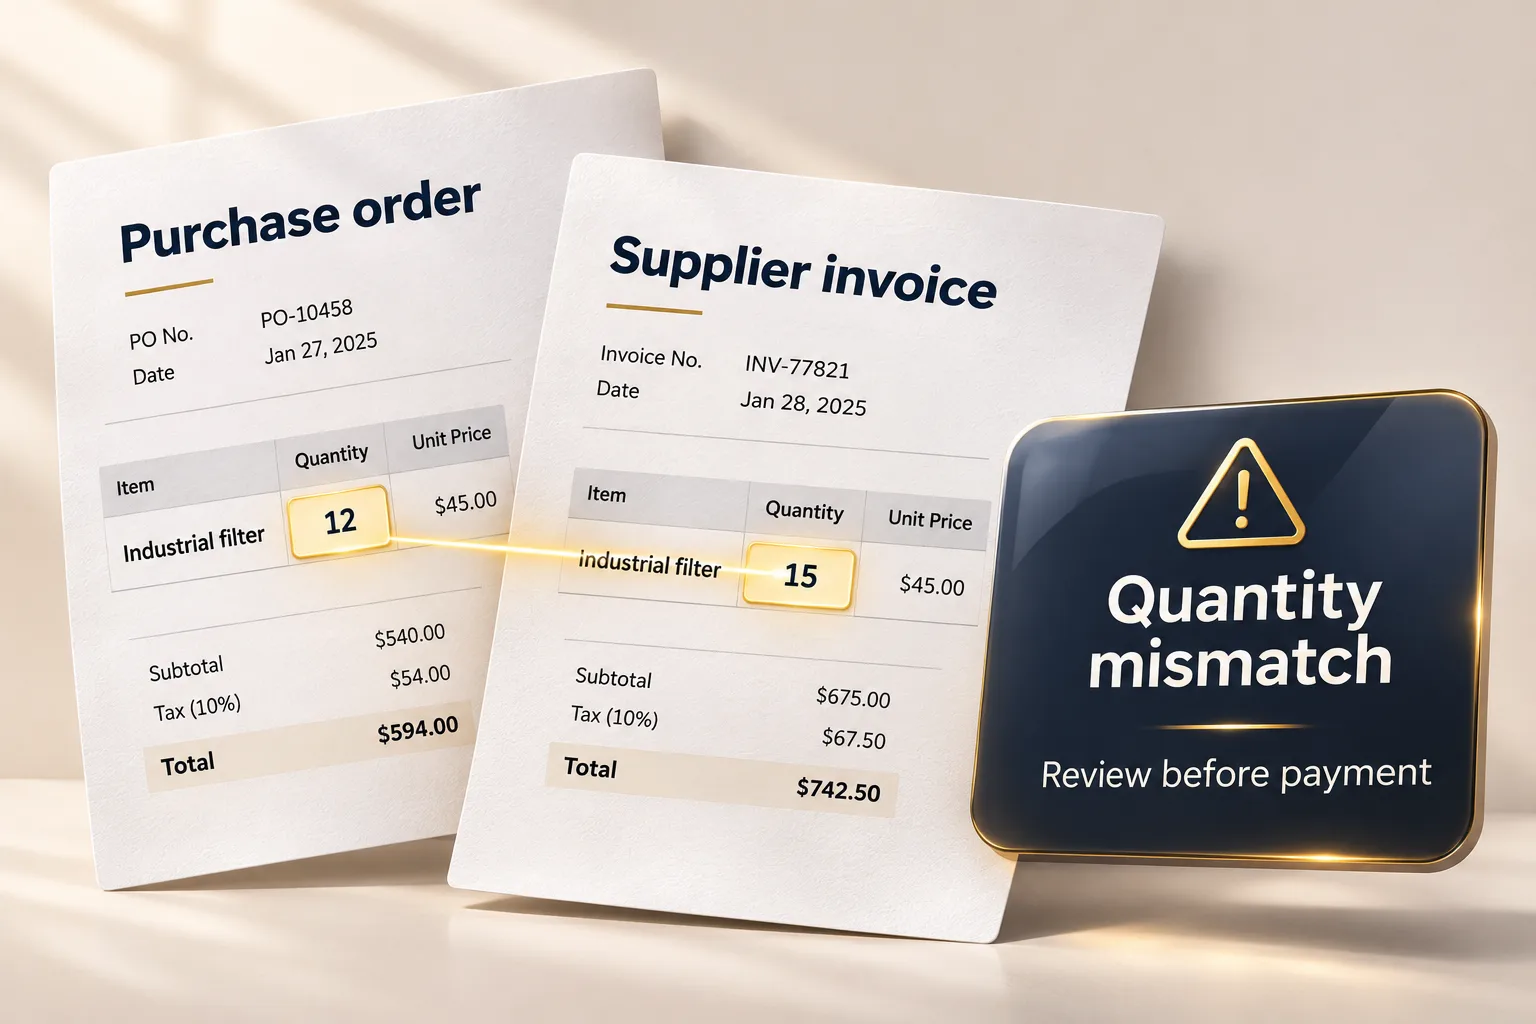 Purchase order
PO No. PO-10458
Date Jan 27, 2025
Item Quantity Unit Price
Industrial filter 12 $45.00
Subtotal $540.00
Tax (10%) $54.00
Total $594.00
Supplier invoice
Invoice No. INV-77821
Date Jan 28, 2025
Item Quantity Unit Price
industrial filter 15 $45.00
Subtotal $675.00
Tax (10%) $67.50
Total $742.50
Quantity
mismatch
Review before payment